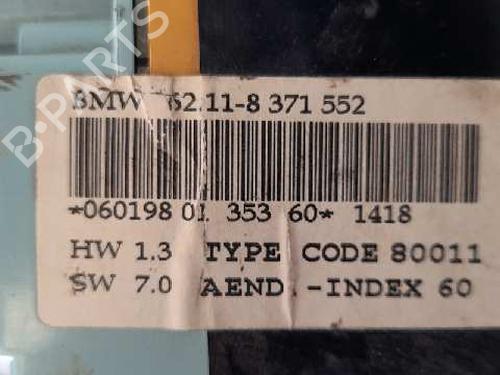 B-PARTS
BMW 62.11-8 371 552
*060198 01 353 60* 1418
HW 1.3 TYPE CODE 80011
SW 7.0 AEND.-INDEX 60